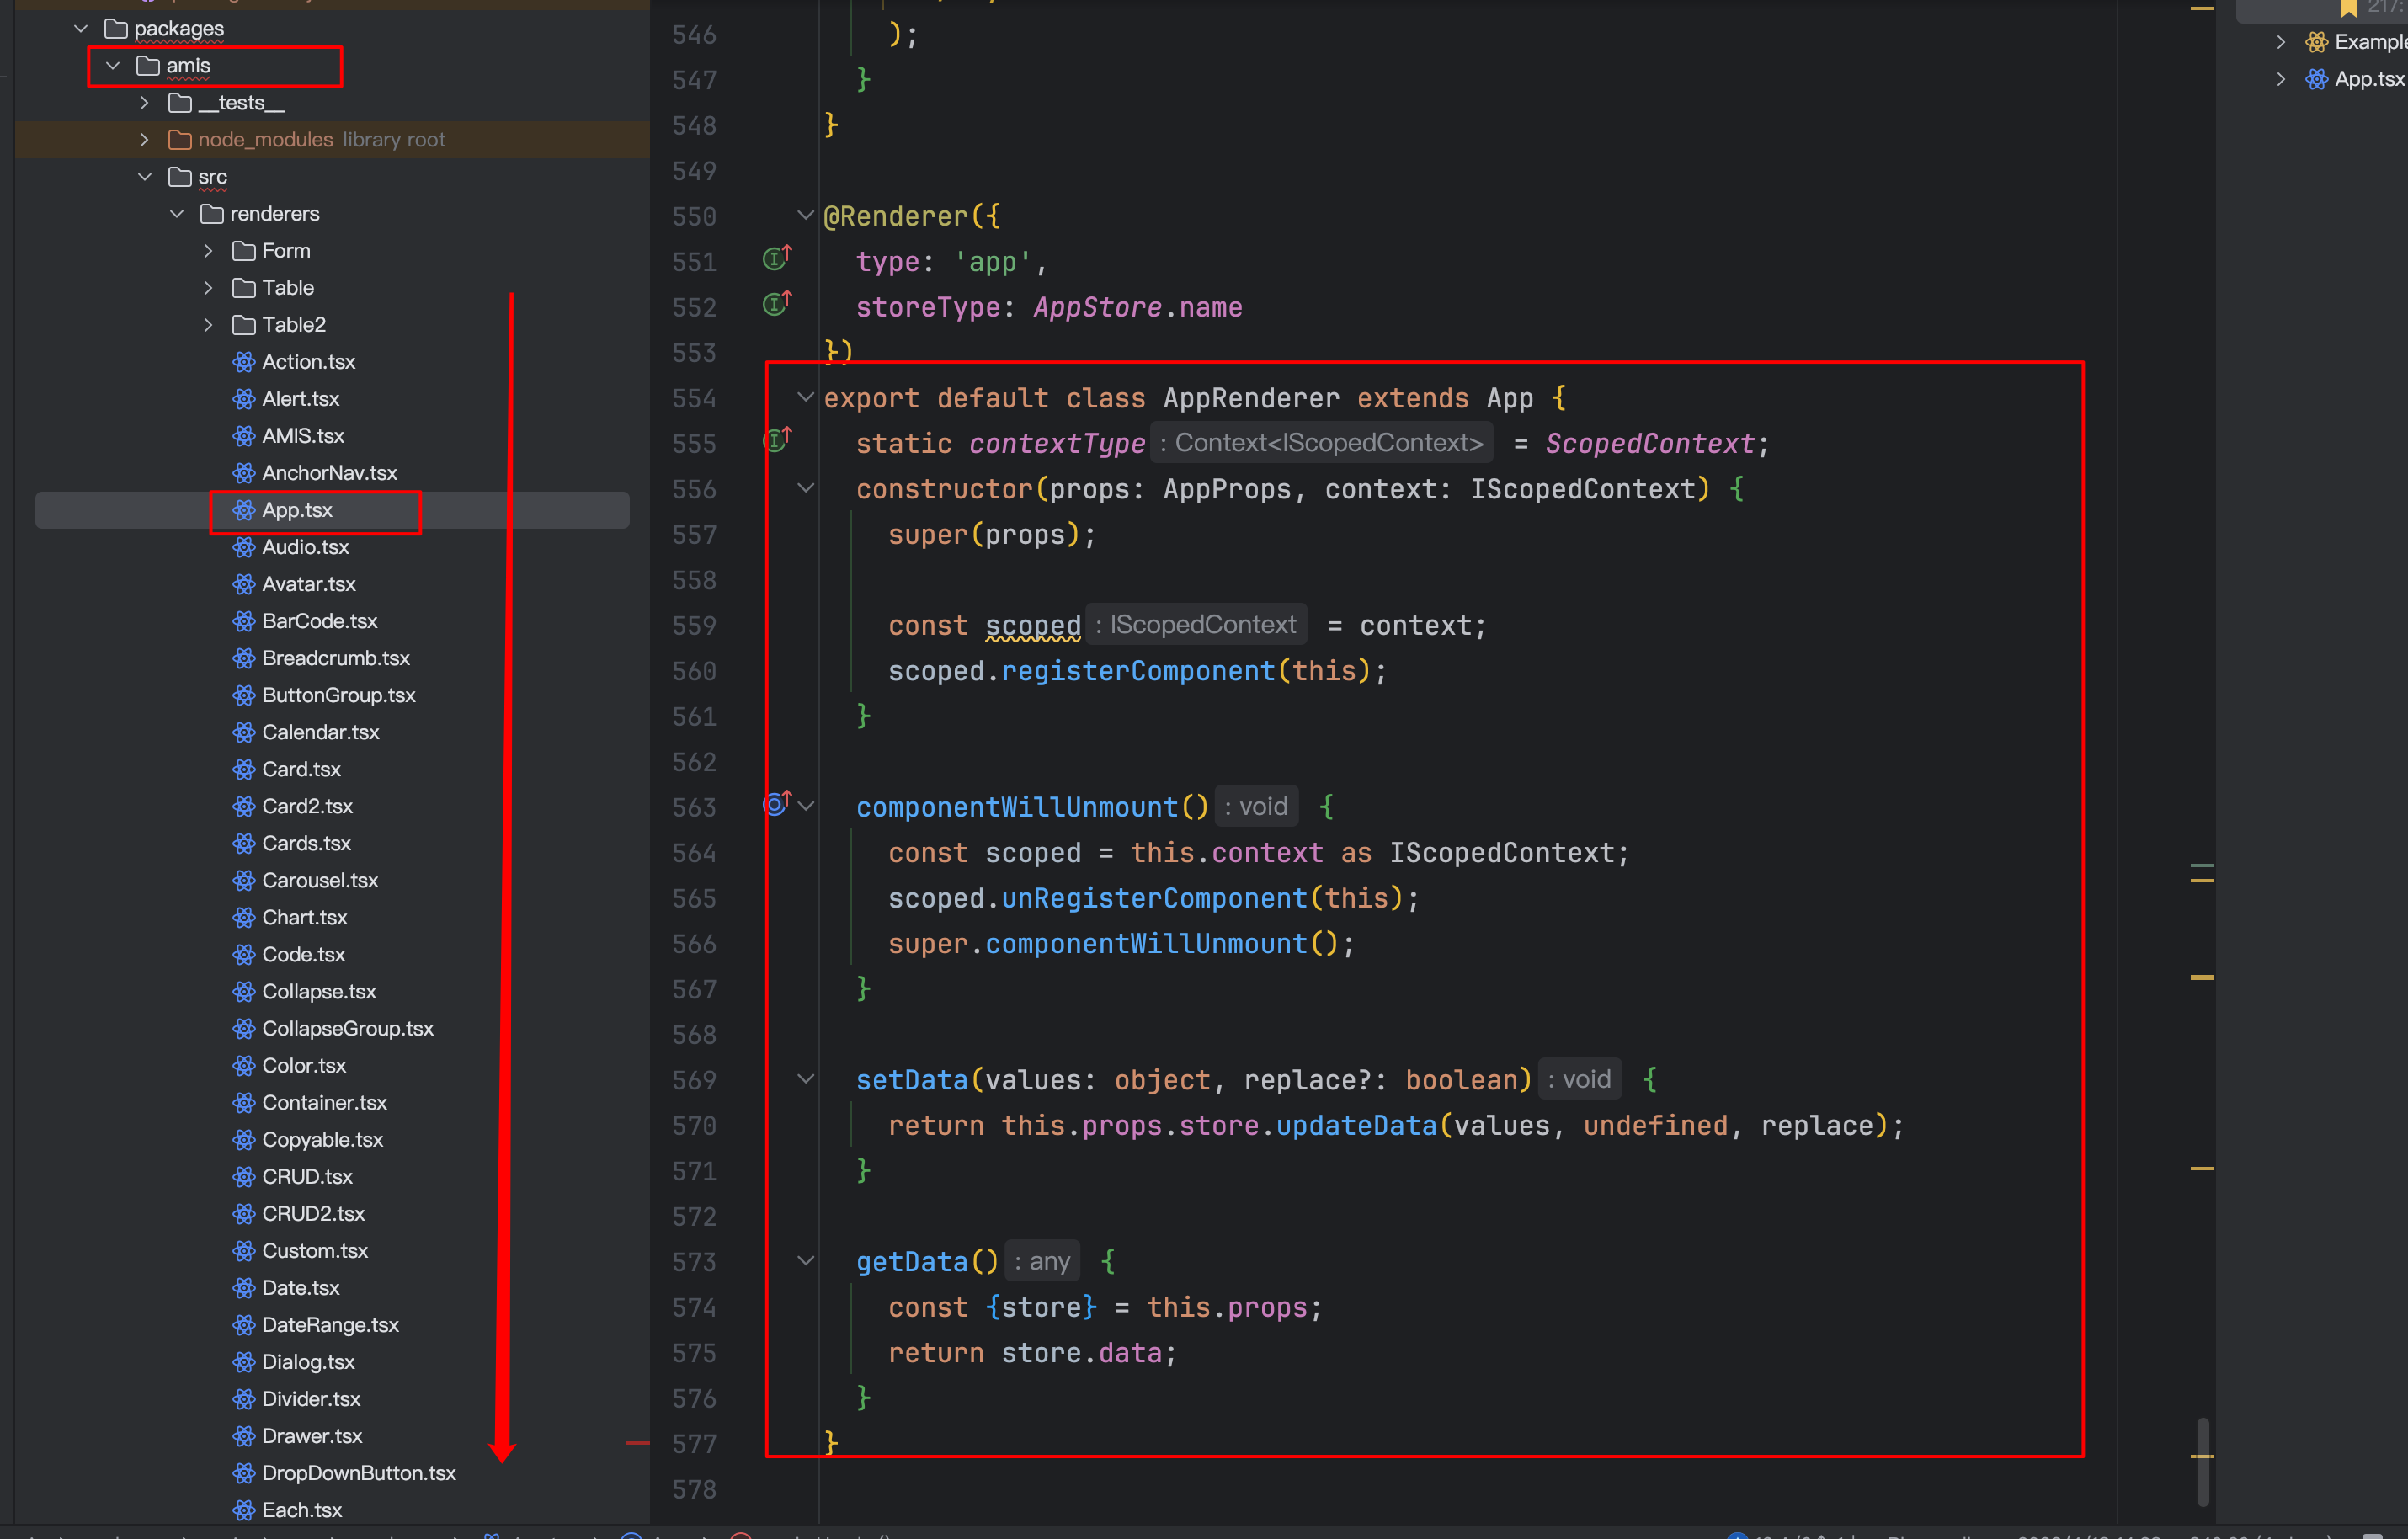 packages
amis
__tests__
node_modules library root
src
renderers
Form
Table
Table2
Action.tsx
Alert.tsx
AMIS.tsx
AnchorNav.tsx
App.tsx
Audio.tsx
Avatar.tsx
BarCode.tsx
Breadcrumb.tsx
ButtonGroup.tsx
Calendar.tsx
Card.tsx
Card2.tsx
Cards.tsx
Carousel.tsx
Chart.tsx
Code.tsx
Collapse.tsx
CollapseGroup.tsx
Color.tsx
Container.tsx
Copyable.tsx
CRUD.tsx
CRUD2.tsx
Custom.tsx
Date.tsx
DateRange.tsx
Dialog.tsx
Divider.tsx
Drawer.tsx
DropDownButton.tsx
Each.tsx
546 );
547 }
548 }
549
550 @Renderer({
551 type: 'app',
552 storeType: AppStore.name
553 })
554 export default class AppRenderer extends App {
555 static contextType : Context<IScopedContext> = ScopedContext;
556 constructor(props: AppProps, context: IScopedContext) {
557 super(props);
558
559 const scoped : IScopedContext = context;
560 scoped.registerComponent(this);
561 }
562
563 componentWillUnmount() : void {
564 const scoped = this.context as IScopedContext;
565 scoped.unRegisterComponent(this);
566 super.componentWillUnmount();
567 }
568
569 setData(values: object, replace?: boolean) : void {
570 return this.props.store.updateData(values, undefined, replace);
571 }
572
573 getData() : any {
574 const {store} = this.props;
575 return store.data;
576 }
577 }
578
217:
Example
App.tsx